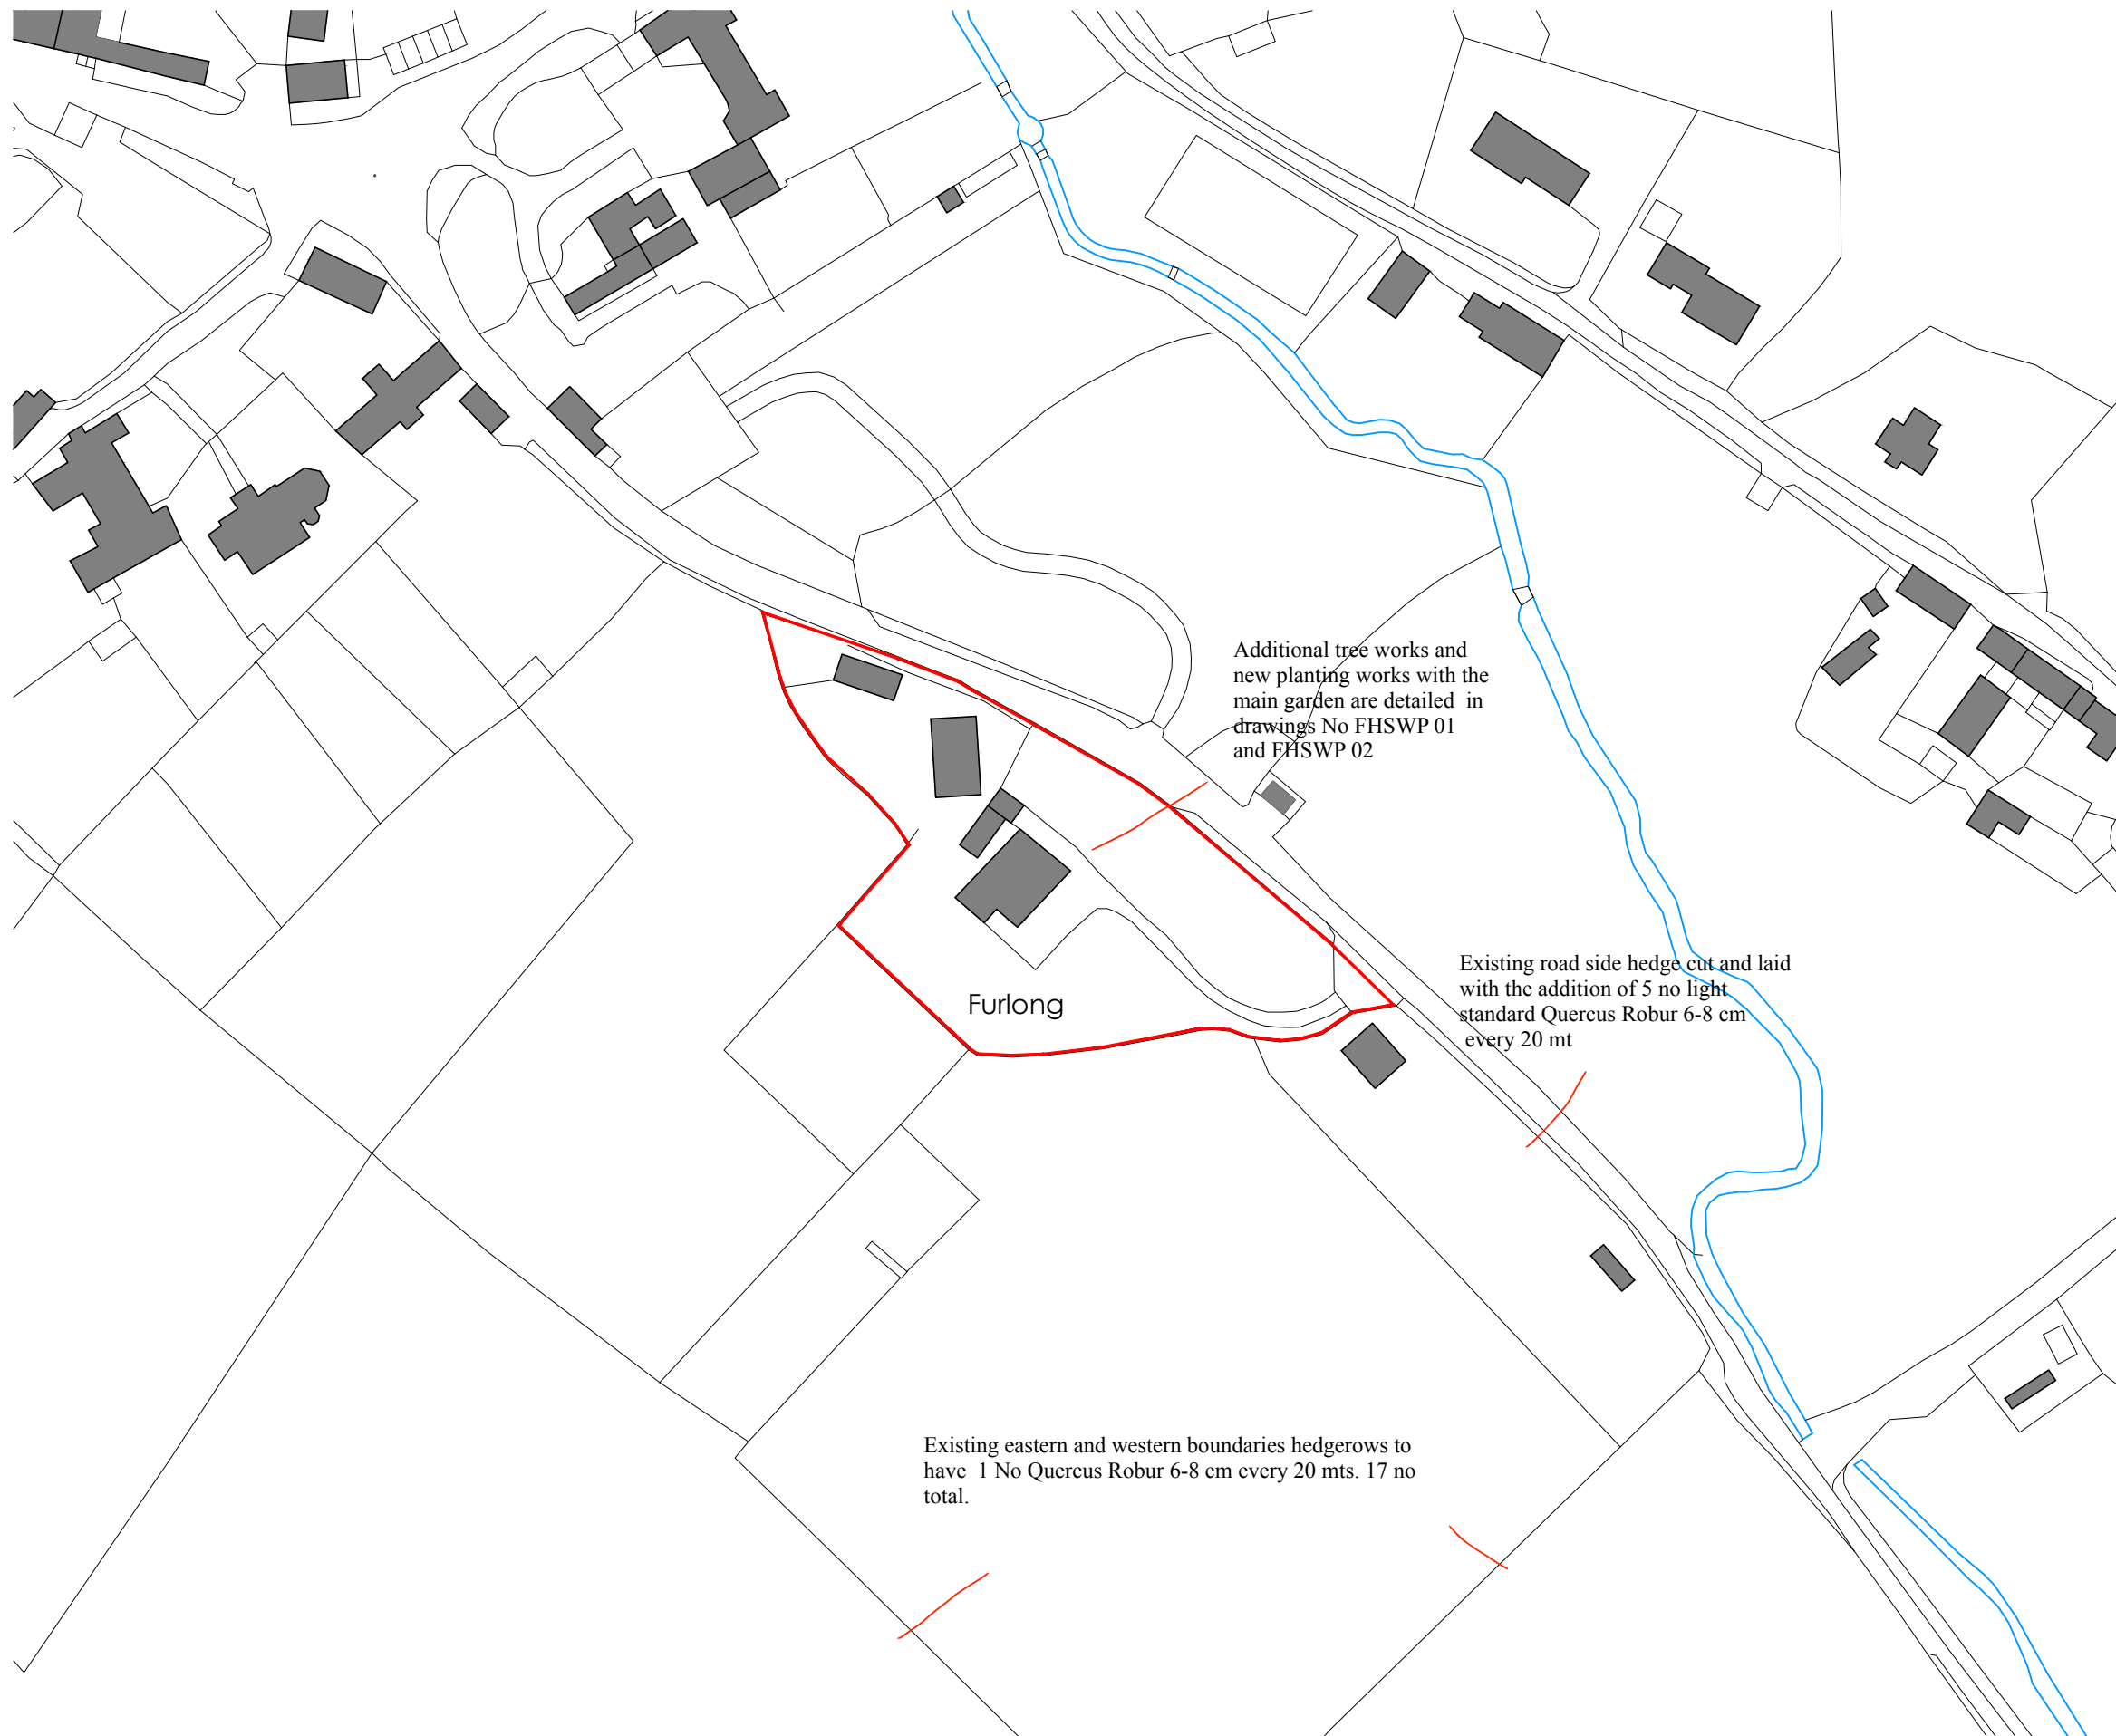 Additional tree works and
new planting works with the
main garden are detailed in
drawings No FHSWP 01
and FHSWP 02
Existing road side hedge cut and laid
with the addition of 5 no light
standard Quercus Robur 6-8 cm
every 20 mt
Furlong
Existing eastern and western boundaries hedgerows to
have 1 No Quercus Robur 6-8 cm every 20 mts. 17 no
total.